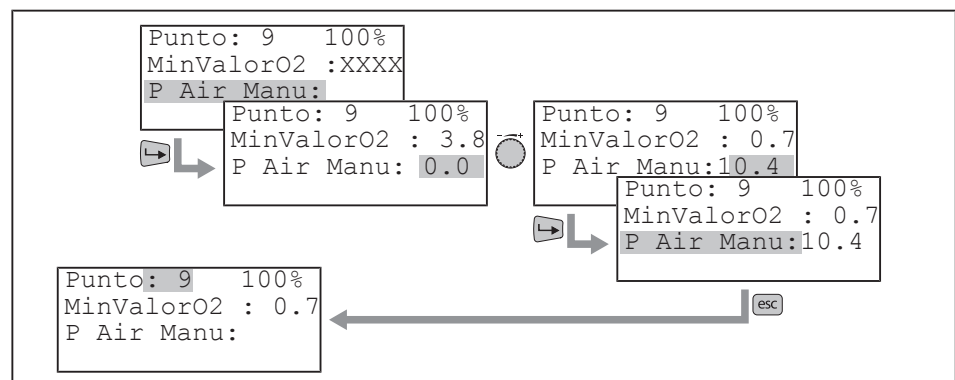 Punto: 9 100%
MinValorO2 :XXXX
P Air Manu:
Punto: 9 100%
MinValorO2 : 3.8
P Air Manu: 0.0
-+
Punto: 9 100%
MinValorO2 : 0.7
P Air Manu:10.4
Punto: 9 100%
MinValorO2 : 0.7
P Air Manu:10.4
esc
Punto: 9 100%
MinValorO2 : 0.7
P Air Manu: